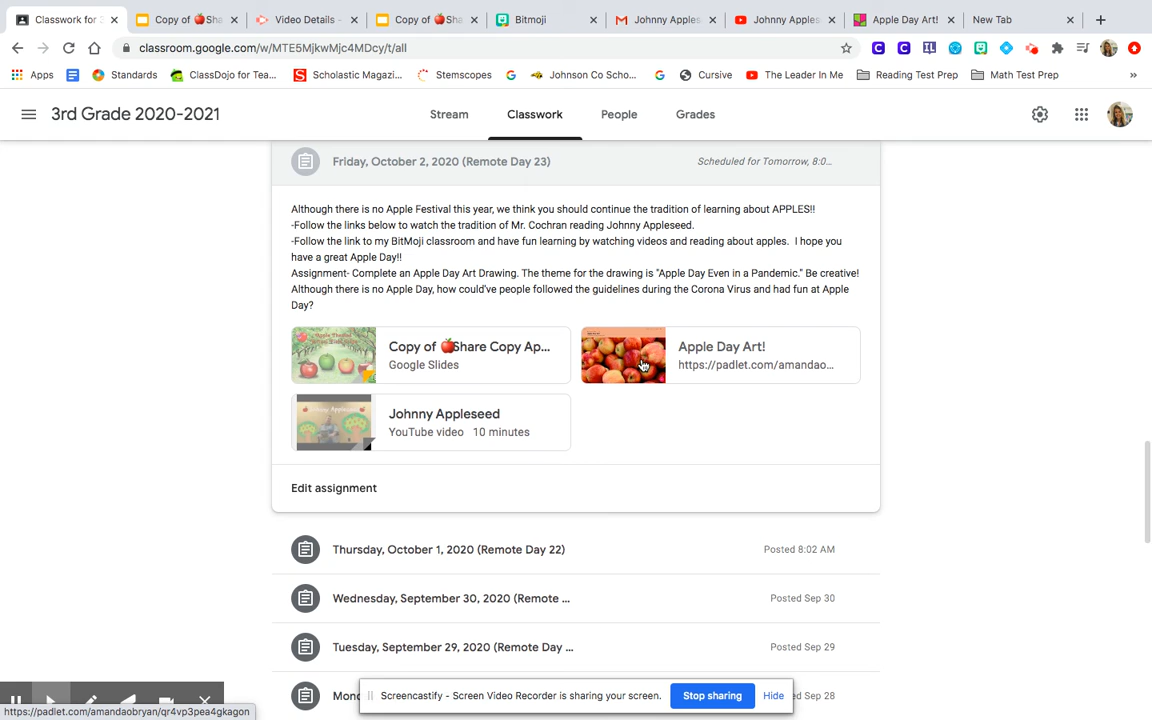 Classwork for 3
Copy of 🍎Sha
Video Details -
Copy of 🍎Sha
Bitmoji
Johnny Apples
Johnny Apples
Apple Day Art!
New Tab
classroom.google.com/w/MTE5MjkwMjc4MDcy/t/all
Apps
Standards
ClassDojo for Tea...
Scholastic Magazi...
Stemscopes
Johnson Co Scho...
Cursive
The Leader In Me
Reading Test Prep
Math Test Prep
»
3rd Grade 2020-2021
Stream
Classwork
People
Grades
Friday, October 2, 2020 (Remote Day 23)
Scheduled for Tomorrow, 8:0...
Although there is no Apple Festival this year, we think you should continue the tradition of learning about APPLES!!
-Follow the links below to watch the tradition of Mr. Cochran reading Johnny Appleseed.
-Follow the link to my BitMoji classroom and have fun learning by watching videos and reading about apples.  I hope you
have a great Apple Day!!
Assignment- Complete an Apple Day Art Drawing. The theme for the drawing is "Apple Day Even in a Pandemic." Be creative!
Although there is no Apple Day, how could've people followed the guidelines during the Corona Virus and had fun at Apple
Day?
Copy of 🍎Share Copy Ap...
Google Slides
Apple Day Art!
https://padlet.com/amandao...
Johnny Appleseed
YouTube video   10 minutes
Edit assignment
Thursday, October 1, 2020 (Remote Day 22)
Posted 8:02 AM
Wednesday, September 30, 2020 (Remote ...
Posted Sep 30
Tuesday, September 29, 2020 (Remote Day ...
Posted Sep 29
Mon
ed Sep 28
Screencastify - Screen Video Recorder is sharing your screen.
Stop sharing
Hide
https://padlet.com/amandaobryan/qr4vp3pea4gkagon